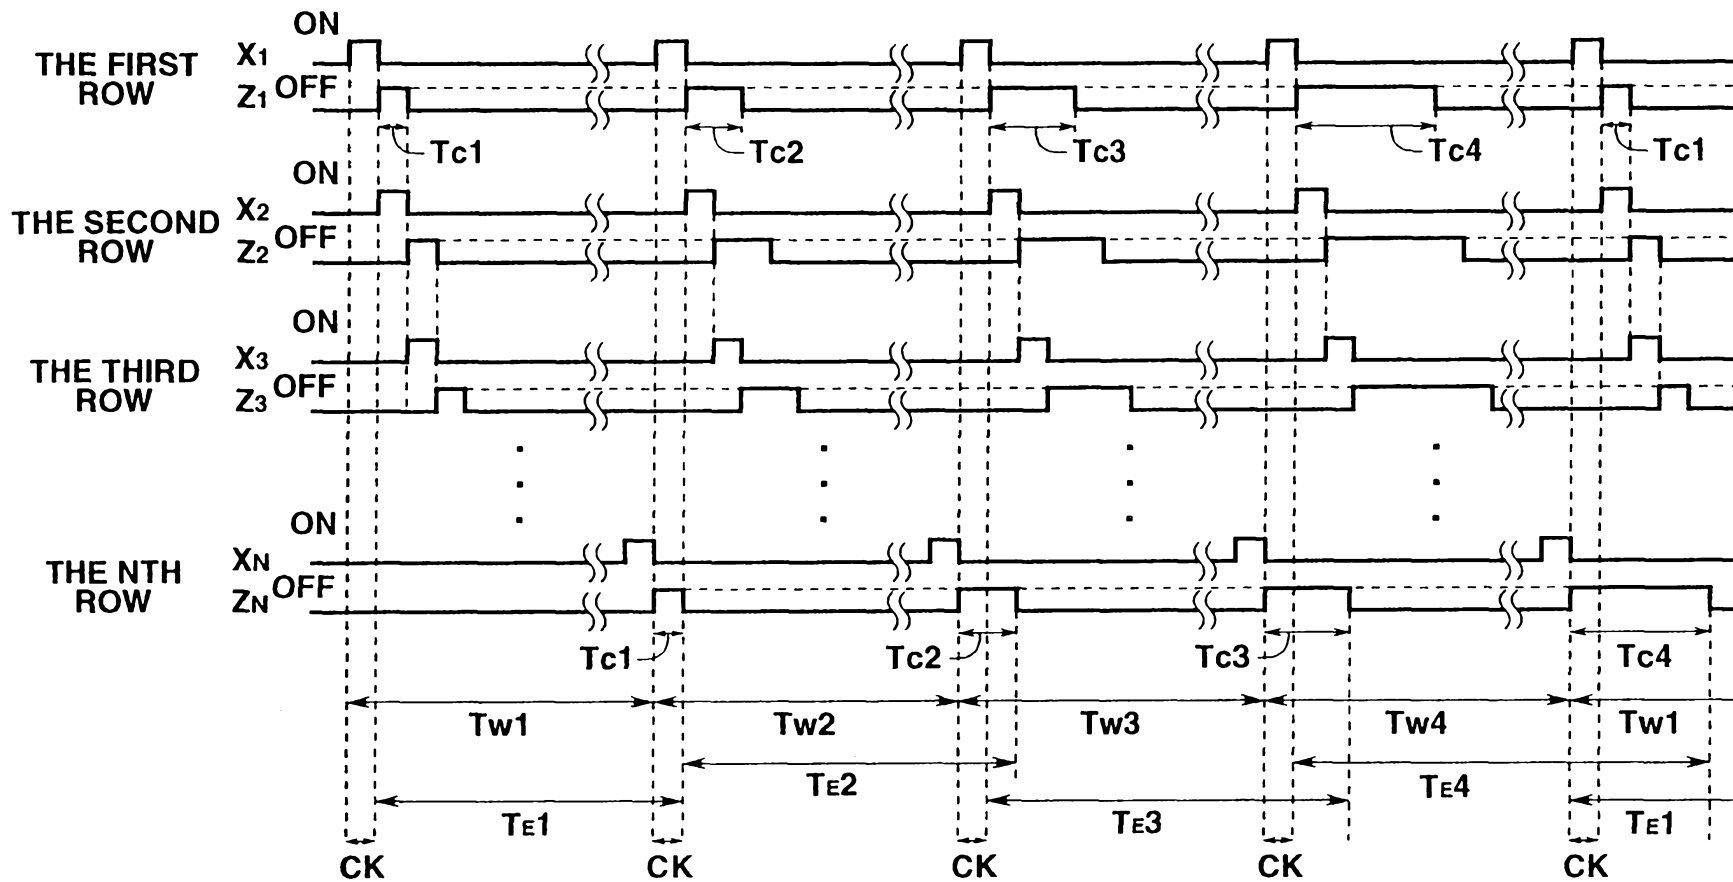 ON
THE FIRST
ROW
X1
Z1 OFF
Tc1
Tc2
Tc3
Tc4
Tc1
ON
THE SECOND
ROW
X2
Z2 OFF
ON
THE THIRD
ROW
X3
Z3 OFF
ON
THE NTH
ROW
XN
ZN OFF
Tc1
Tc2
Tc3
Tc4
Tw1
Tw2
Tw3
Tw4
Tw1
TE2
TE4
TE1
TE3
TE1
CK
CK
CK
CK
CK